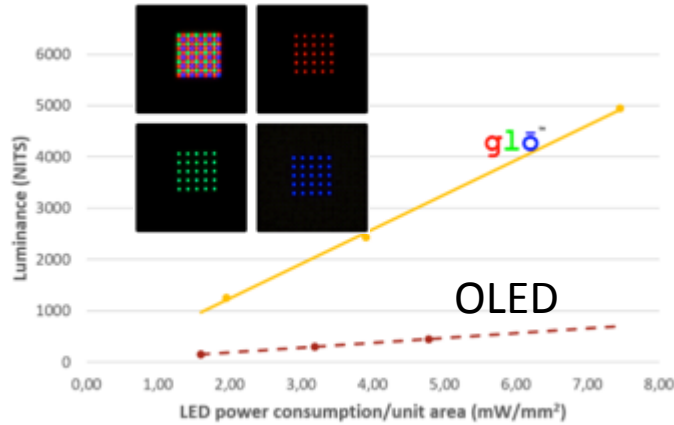 6000
5000
4000
3000
2000
1000
0
Luminance (NITS)
glō™
OLED
0,00 1,00 2,00 3,00 4,00 5,00 6,00 7,00 8,00
LED power consumption/unit area (mW/mm²)